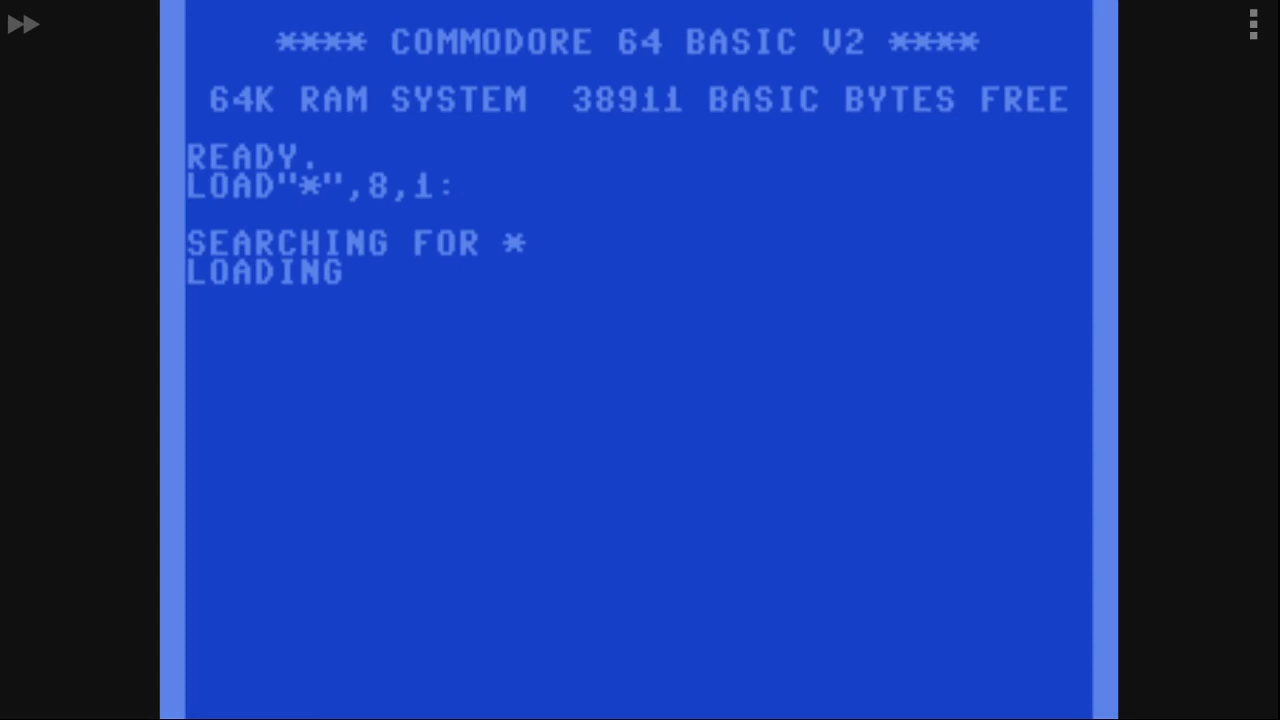 **** COMMODORE 64 BASIC V2 ****
64K RAM SYSTEM  38911 BASIC BYTES FREE
READY.
LOAD"*",8,1:
SEARCHING FOR *
LOADING